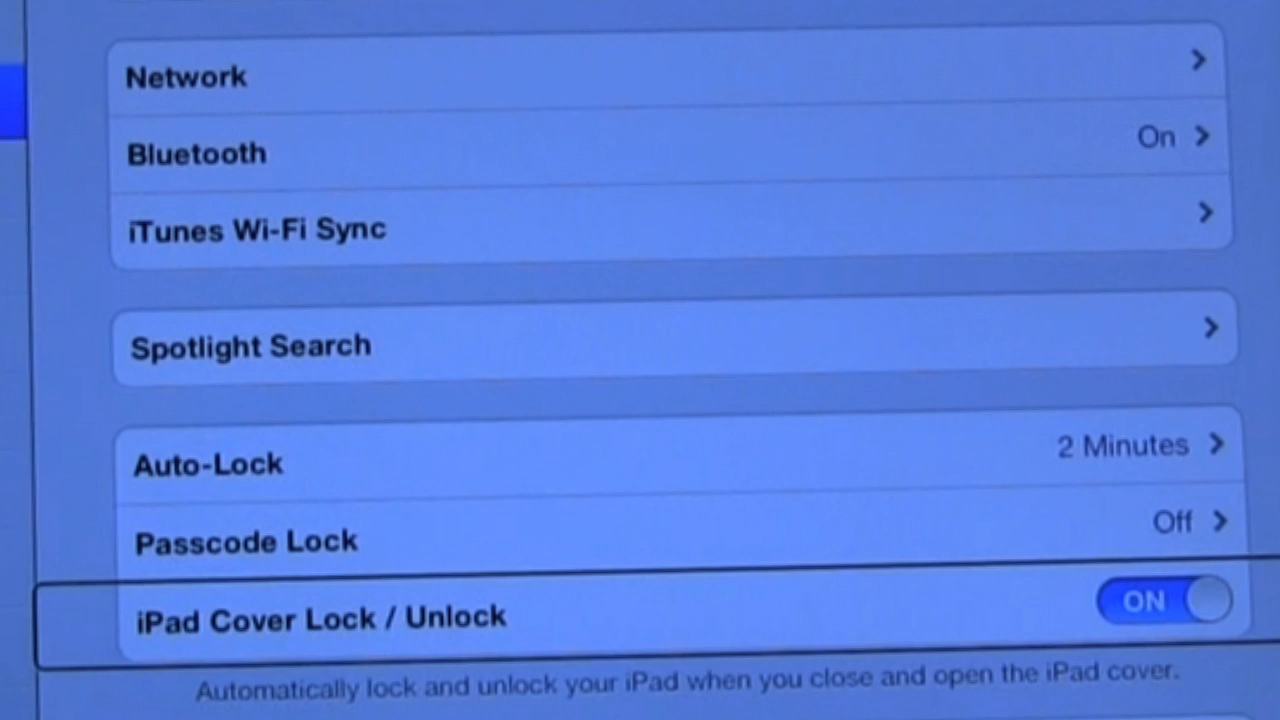 Network
Bluetooth On
iTunes Wi-Fi Sync
Spotlight Search
Auto-Lock 2 Minutes
Passcode Lock Off
iPad Cover Lock / Unlock ON
Automatically lock and unlock your iPad when you close and open the iPad cover.